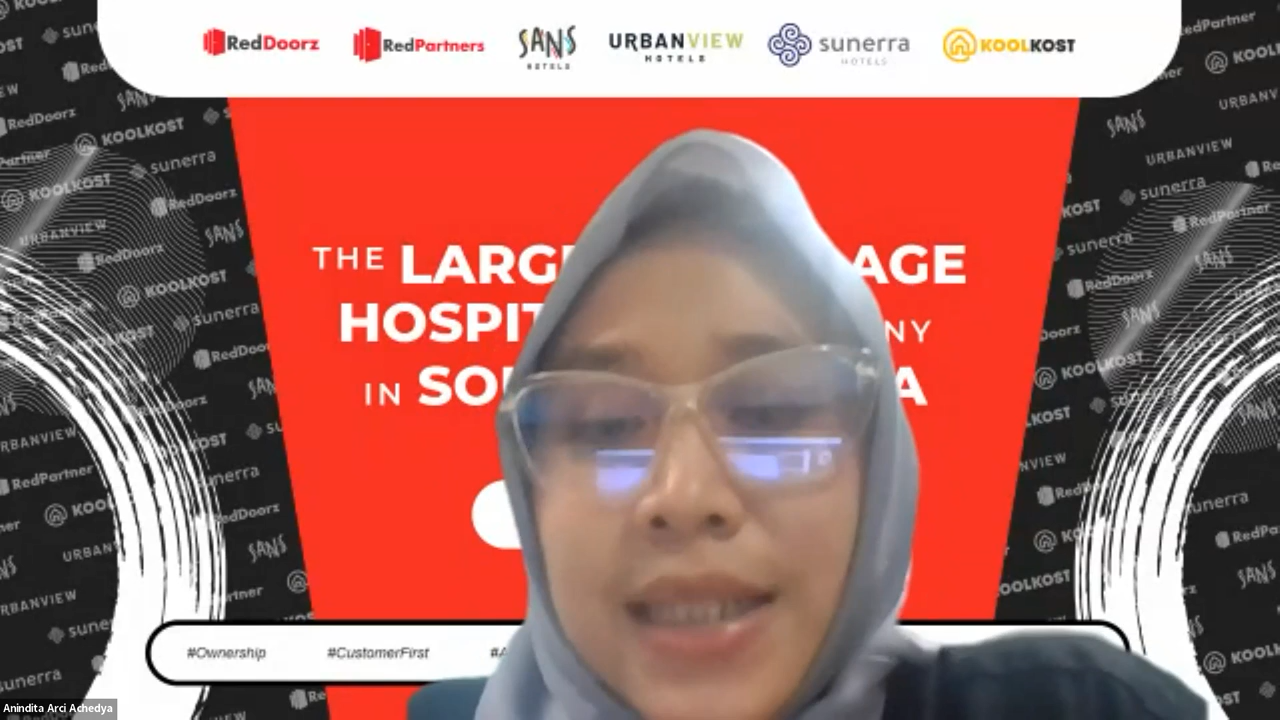 RedDoorz RedPartners SANS HOTELS URBANVIEW HOTELS sunerra HOTELS KOOLKOST
THE LARG AGE
HOSPIT NY
IN SO A
#Ownership #CustomerFirst #A
Anindita Arci Achedya